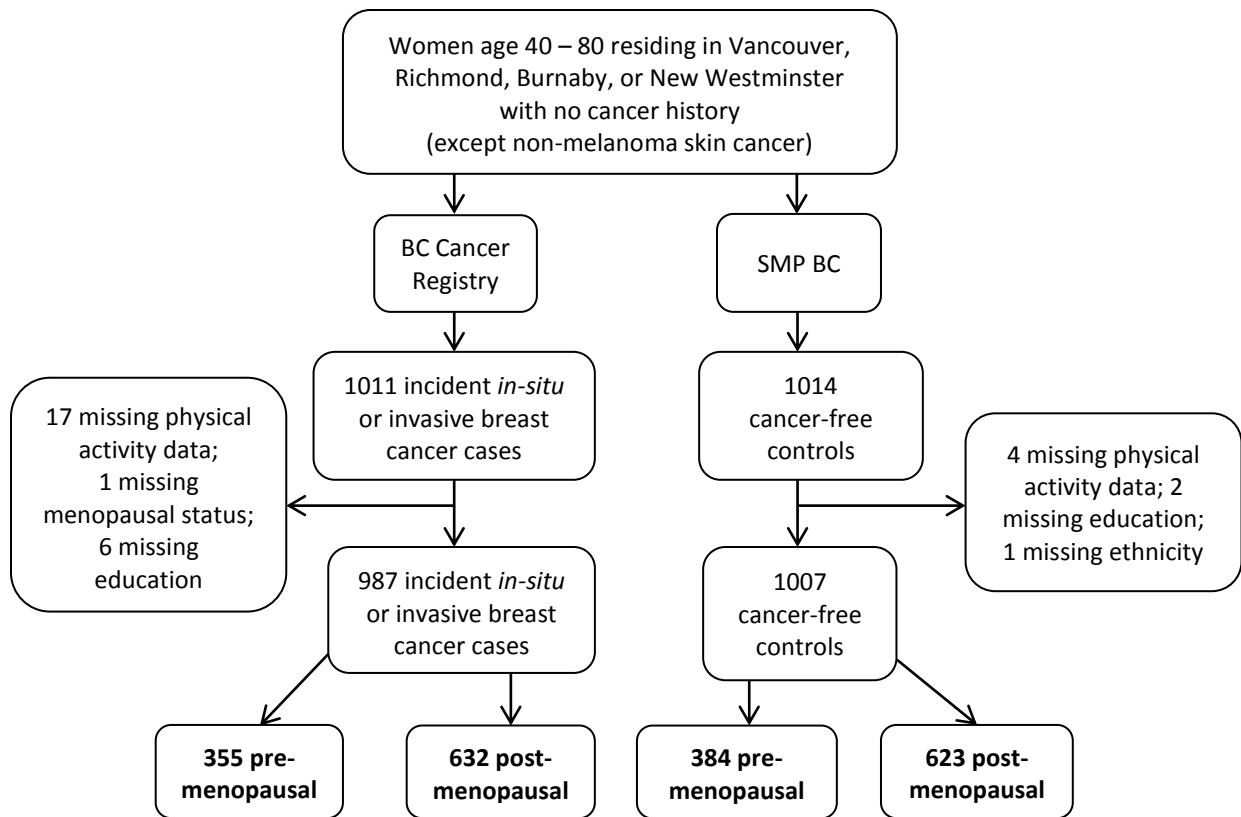 Women age 40 – 80 residing in Vancouver,
Richmond, Burnaby, or New Westminster
with no cancer history
(except non-melanoma skin cancer)
BC Cancer
Registry
SMP BC
1011 incident in-situ
or invasive breast
cancer cases
1014
cancer-free
controls
17 missing physical
activity data;
1 missing
menopausal status;
6 missing
education
4 missing physical
activity data; 2
missing education;
1 missing ethnicity
987 incident in-situ
or invasive breast
cancer cases
1007
cancer-free
controls
355 pre-
menopausal
632 post-
menopausal
384 pre-
menopausal
623 post-
menopausal